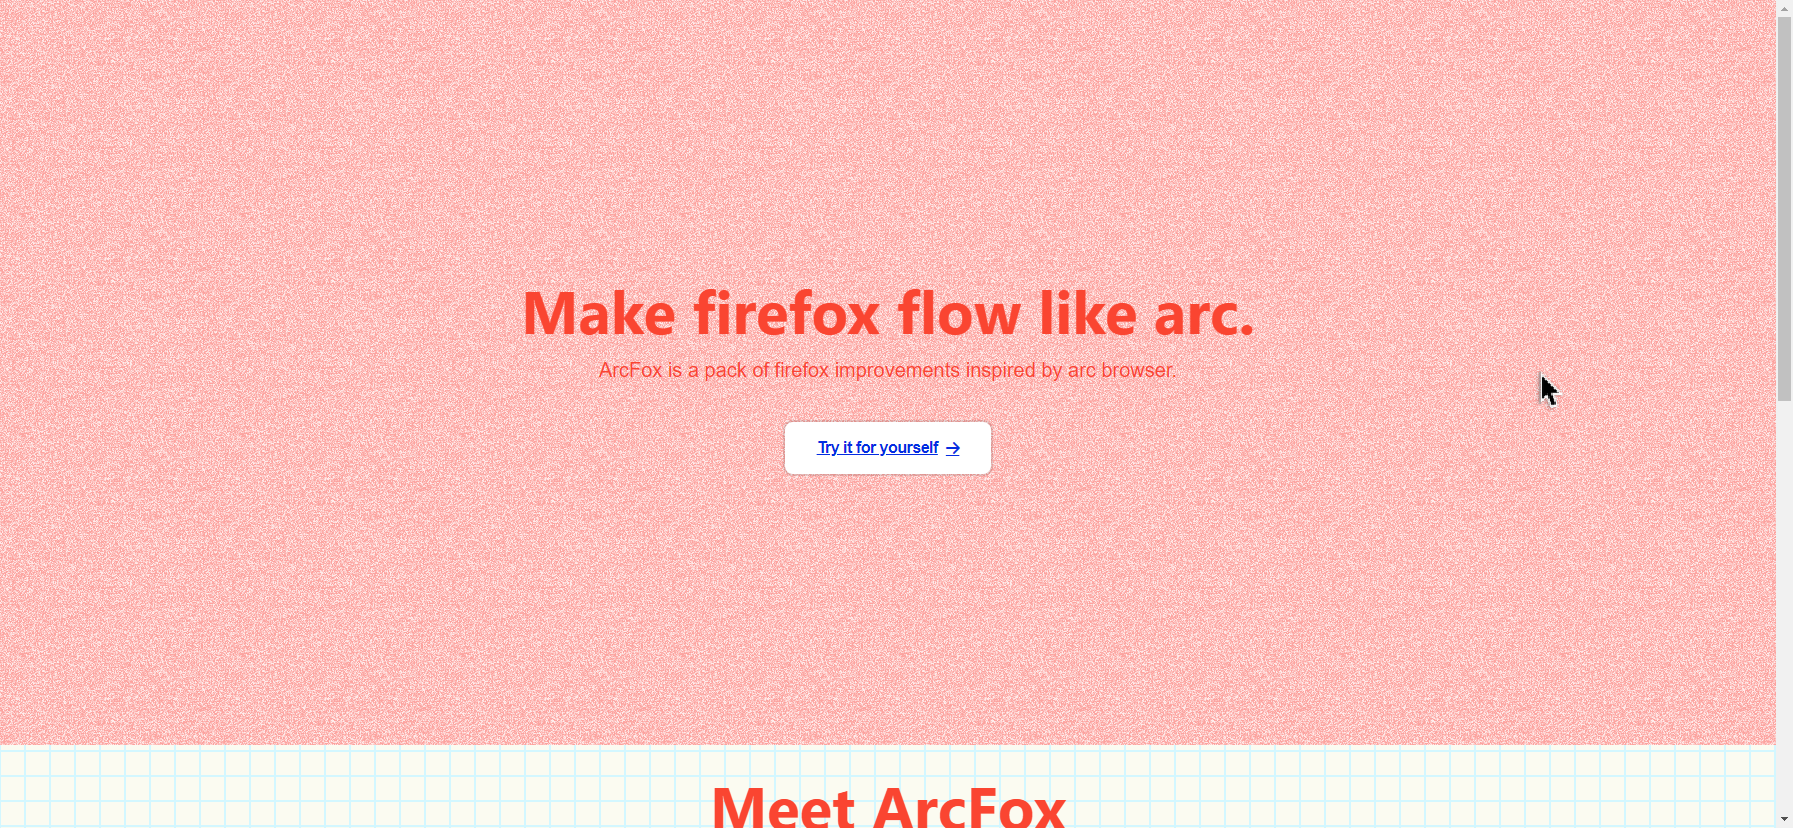 Make firefox flow like arc.
ArcFox is a pack of firefox improvements inspired by arc browser.
Try it for yourself →
Meet ArcFox